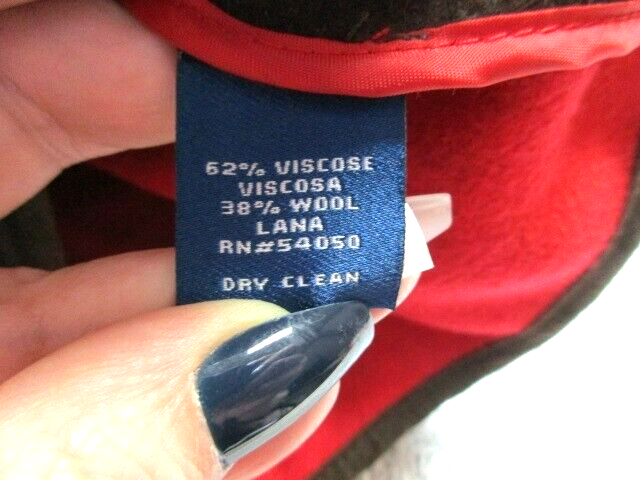 62% VISCOSE
VISCOSA
38% WOOL
LANA
RN#54050
DRY CLEAN